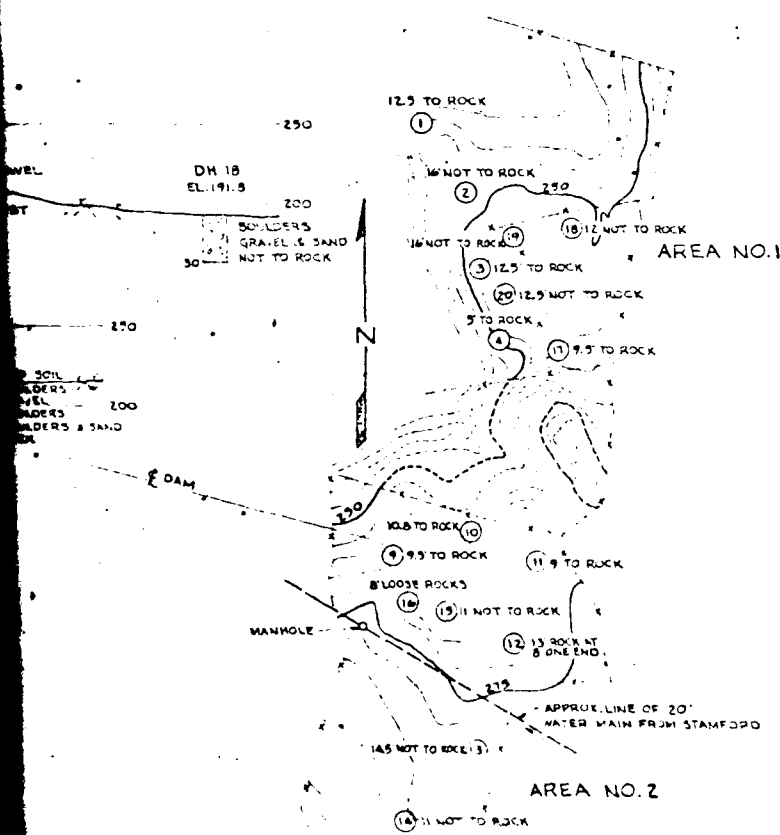 12.5 TO ROCK
1
250
DH 18
EL. 191.5
16' NOT TO ROCK
2
250
200
BOULDERS
GRAVEL & SAND
NOT TO ROCK
30
16' NOT TO ROCK
19
18 12 NOT TO ROCK
AREA NO.1
3 12.5' TO ROCK
20 12.5 NOT TO ROCK
250
5' TO ROCK
4
17 9.5' TO ROCK
N
SOIL
200
& SAND
℄ DAM
250
10.8 TO ROCK 10
9 9.5' TO ROCK
11 9 TO ROCK
8' LOOSE ROCKS
16
15 11 NOT TO ROCK
MANHOLE
12 13 ROCK AT
8 ONE END
275
APPROX. LINE OF 20"
WATER MAIN FROM STAMFORD
14.5 NOT TO ROCK 13
AREA NO. 2
14 11 NOT TO ROCK